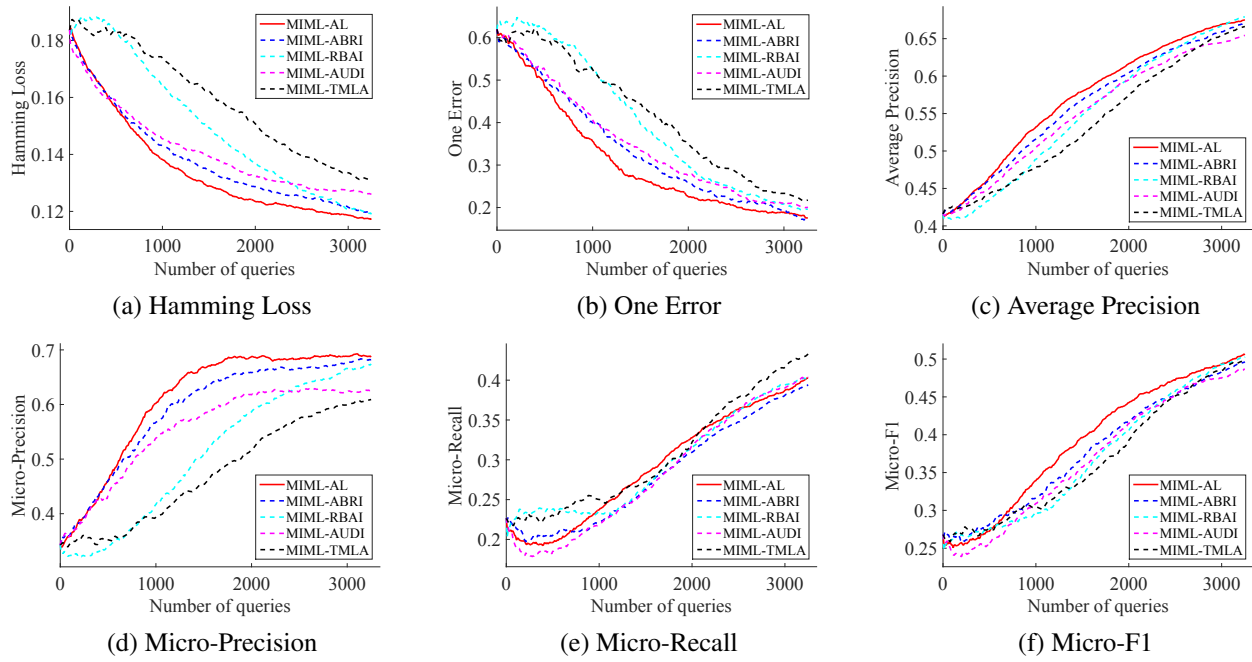 0.18
0.16
0.14
0.12
Hamming Loss
0 1000 2000 3000
Number of queries
MIML-AL
MIML-ABRI
MIML-RBAI
MIML-AUDI
MIML-TMLA
(a) Hamming Loss
0.6
0.5
0.4
0.3
0.2
One Error
0 1000 2000 3000
Number of queries
MIML-AL
MIML-ABRI
MIML-RBAI
MIML-AUDI
MIML-TMLA
(b) One Error
0.65
0.6
0.55
0.5
0.45
0.4
Average Precision
0 1000 2000 3000
Number of queries
MIML-AL
MIML-ABRI
MIML-RBAI
MIML-AUDI
MIML-TMLA
(c) Average Precision
0.7
0.6
0.5
0.4
Micro-Precision
0 1000 2000 3000
Number of queries
MIML-AL
MIML-ABRI
MIML-RBAI
MIML-AUDI
MIML-TMLA
(d) Micro-Precision
0.4
0.35
0.3
0.25
0.2
Micro-Recall
0 1000 2000 3000
Number of queries
MIML-AL
MIML-ABRI
MIML-RBAI
MIML-AUDI
MIML-TMLA
(e) Micro-Recall
0.5
0.45
0.4
0.35
0.3
0.25
Micro-F1
0 1000 2000 3000
Number of queries
MIML-AL
MIML-ABRI
MIML-RBAI
MIML-AUDI
MIML-TMLA
(f) Micro-F1